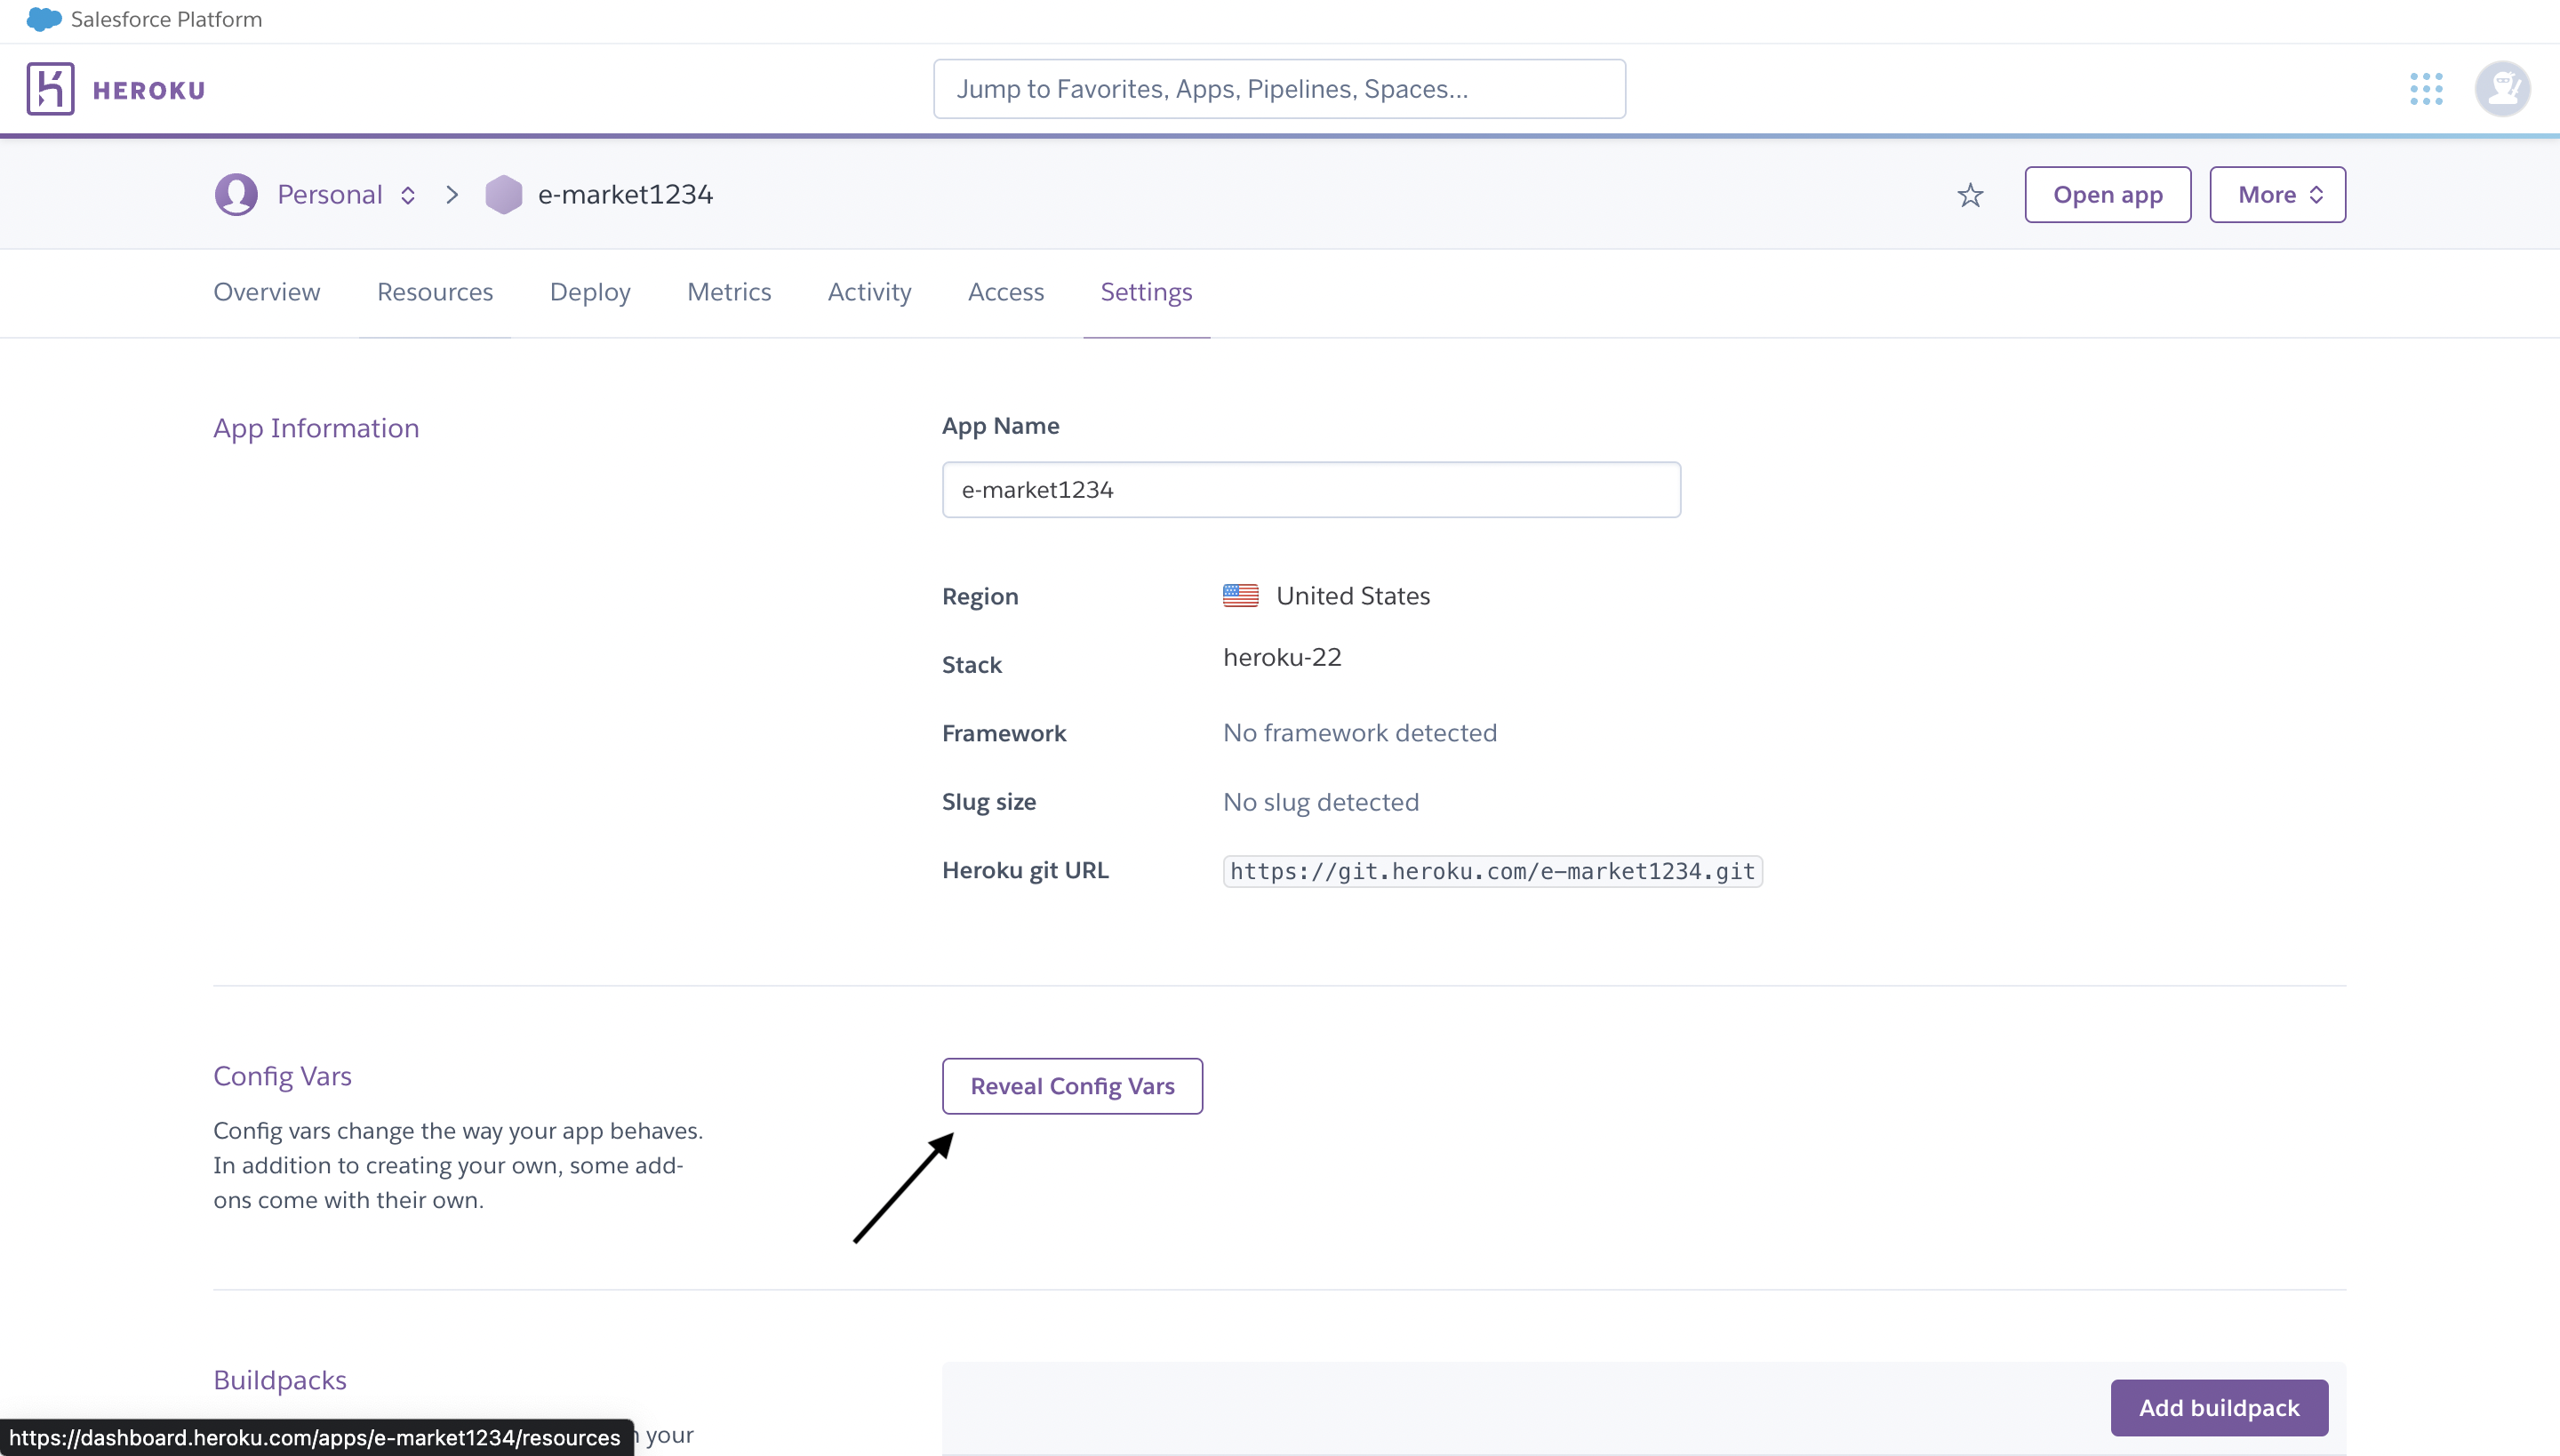 Salesforce Platform
HEROKU
Jump to Favorites, Apps, Pipelines, Spaces...
Personal
e-market1234
Open app
More
Overview
Resources
Deploy
Metrics
Activity
Access
Settings
App Information
App Name
e-market1234
Region
United States
Stack
heroku-22
Framework
No framework detected
Slug size
No slug detected
Heroku git URL
https://git.heroku.com/e-market1234.git
Config Vars
Reveal Config Vars
Config vars change the way your app behaves.
In addition to creating your own, some add-
ons come with their own.
Buildpacks
Add buildpack
your
https://dashboard.heroku.com/apps/e-market1234/resources